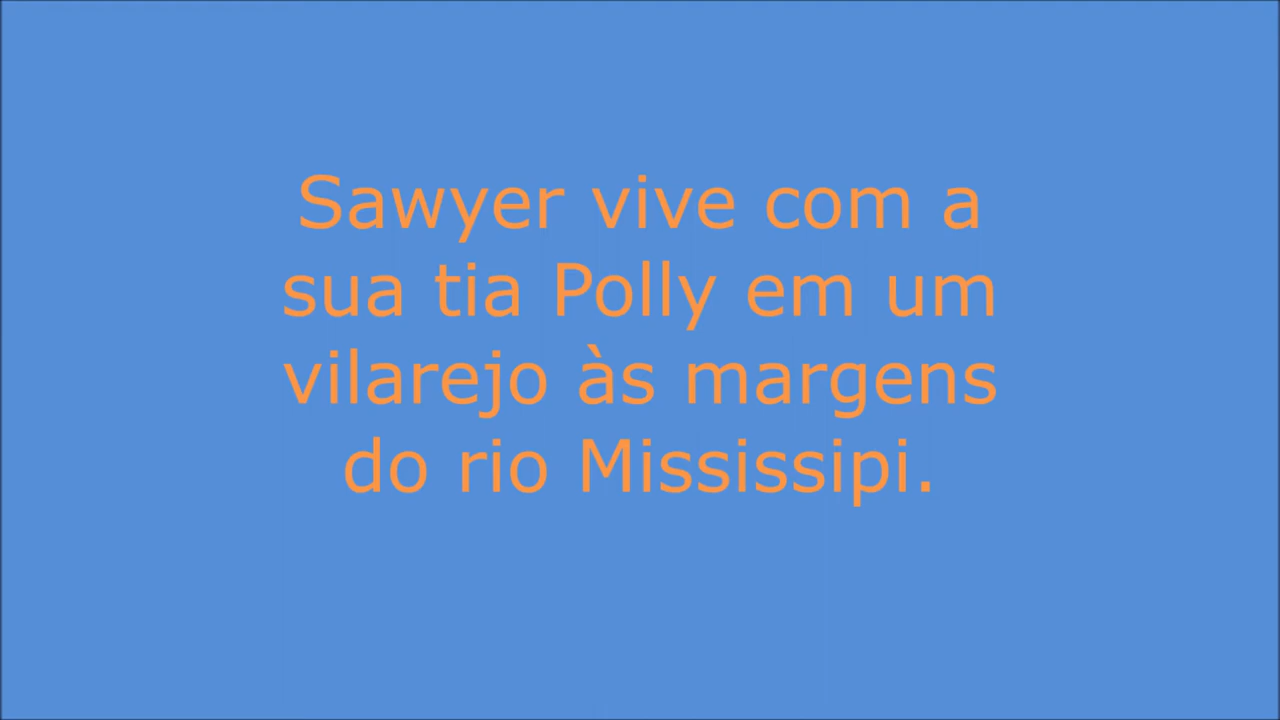 Sawyer vive com a
sua tia Polly em um
vilarejo às margens
do rio Mississipi.